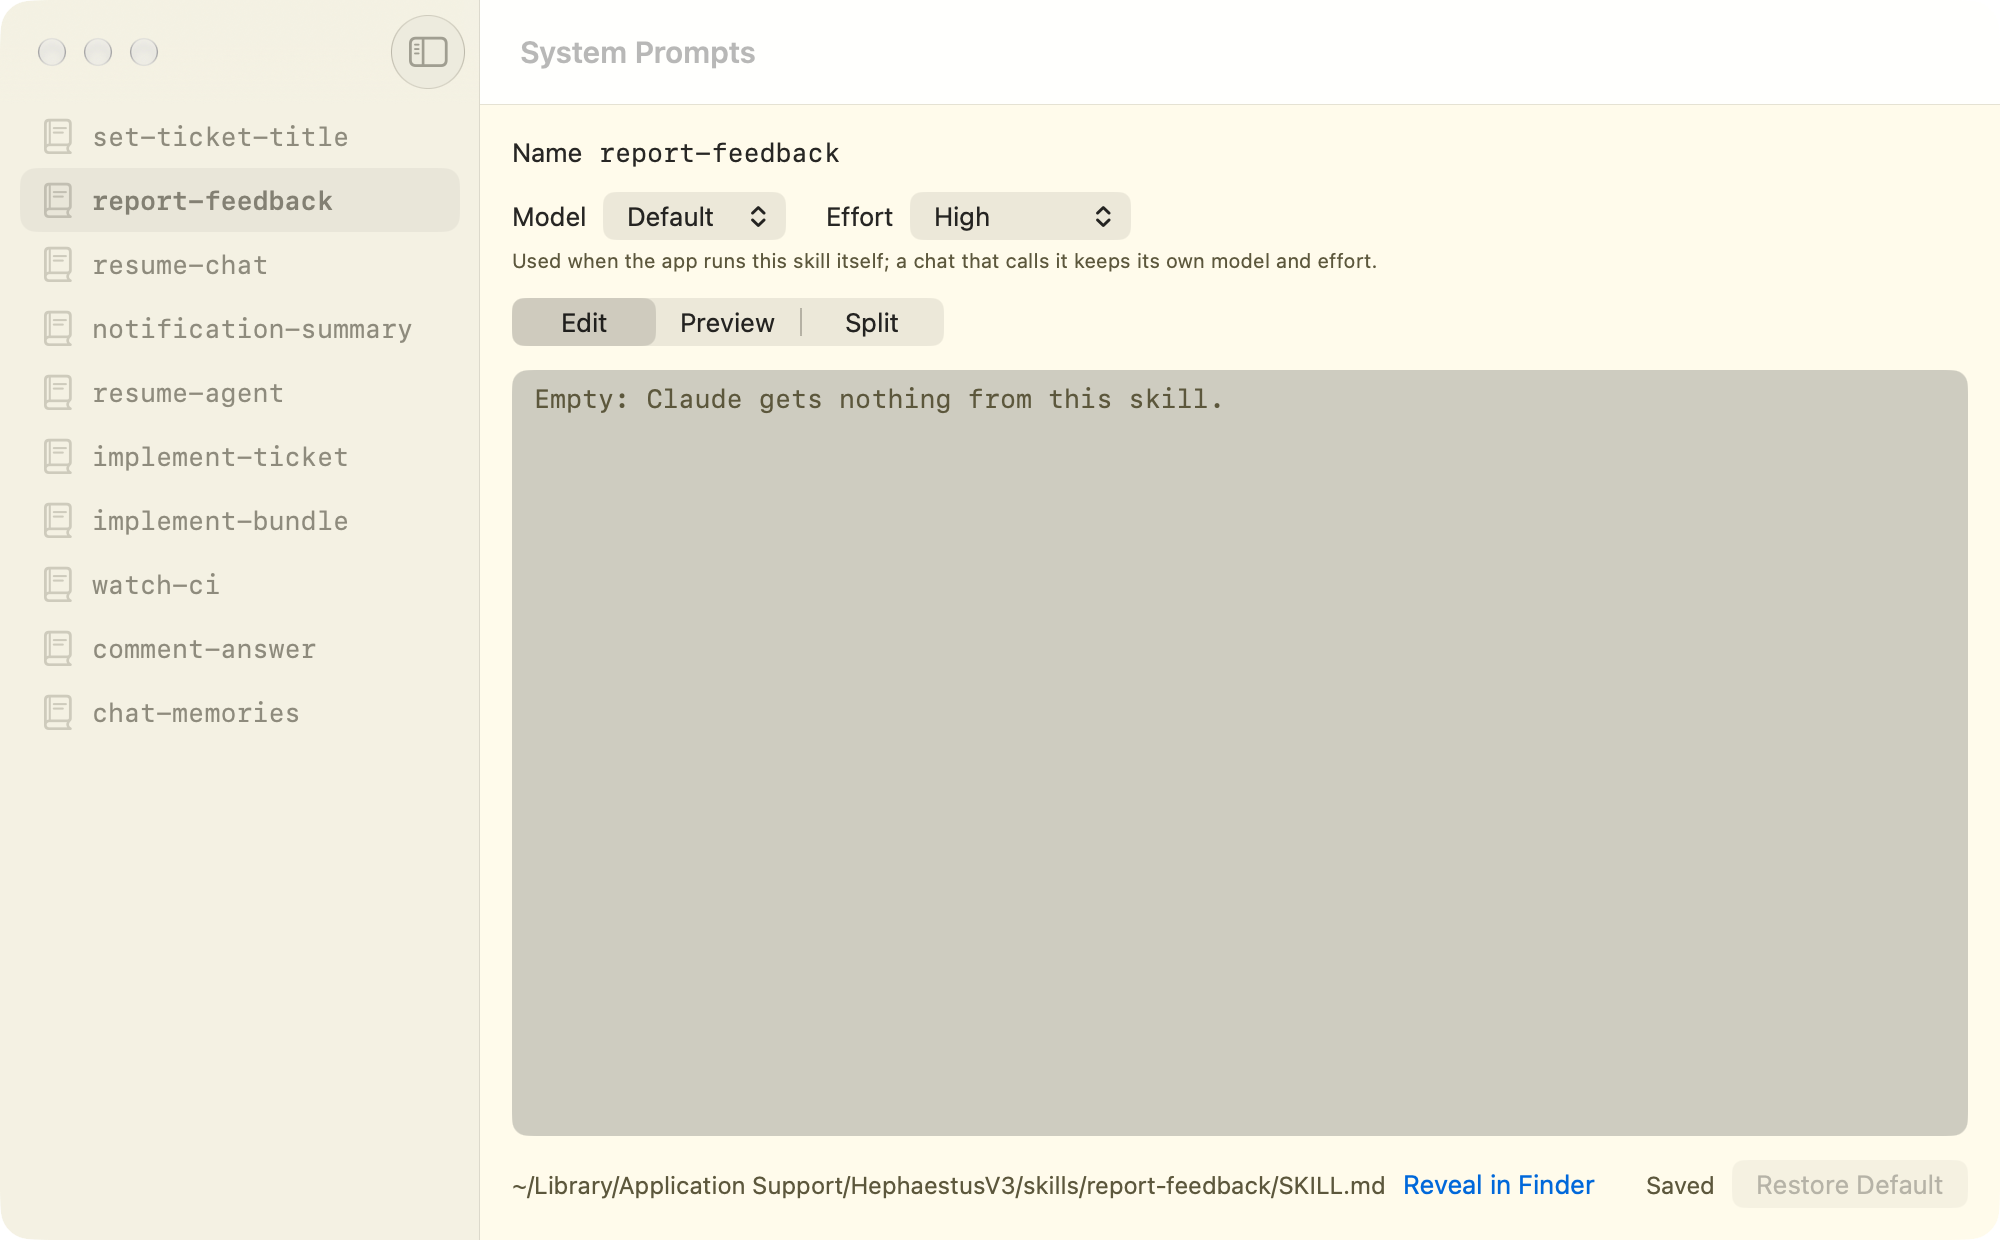 System Prompts
set-ticket-title
report-feedback
resume-chat
notification-summary
resume-agent
implement-ticket
implement-bundle
watch-ci
comment-answer
chat-memories
Name report-feedback
Model Default Effort High
Used when the app runs this skill itself; a chat that calls it keeps its own model and effort.
Edit Preview Split
Empty: Claude gets nothing from this skill.
~/Library/Application Support/HephaestusV3/skills/report-feedback/SKILL.md Reveal in Finder Saved Restore Default